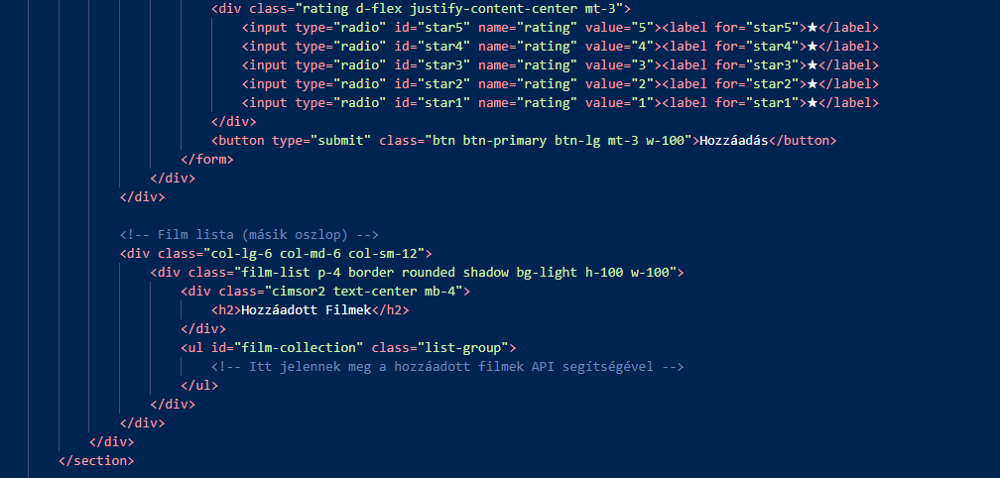 <div class="rating d-flex justify-content-center mt-3">
<input type="radio" id="star5" name="rating" value="5"><label for="star5">★</label>
<input type="radio" id="star4" name="rating" value="4"><label for="star4">★</label>
<input type="radio" id="star3" name="rating" value="3"><label for="star3">★</label>
<input type="radio" id="star2" name="rating" value="2"><label for="star2">★</label>
<input type="radio" id="star1" name="rating" value="1"><label for="star1">★</label>
</div>
<button type="submit" class="btn btn-primary btn-lg mt-3 w-100">Hozzáadás</button>
</form>
</div>
</div>
<!-- Film lista (másik oszlop) -->
<div class="col-lg-6 col-md-6 col-sm-12">
<div class="film-list p-4 border rounded shadow bg-light h-100 w-100">
<div class="cimsor2 text-center mb-4">
<h2>Hozzáadott Filmek</h2>
</div>
<ul id="film-collection" class="list-group">
<!-- Itt jelennek meg a hozzáadott filmek API segítségével -->
</ul>
</div>
</div>
</div>
</section>